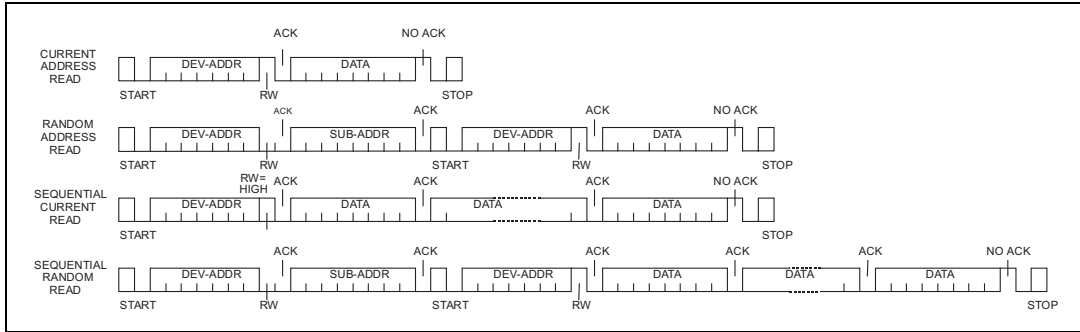 ACK NO ACK
CURRENT
ADDRESS
READ
DEV-ADDR DATA
START RW STOP
ACK ACK ACK NO ACK
RANDOM
ADDRESS
READ
DEV-ADDR SUB-ADDR DEV-ADDR DATA
START RW START RW STOP
RW=
HIGH
ACK ACK ACK NO ACK
SEQUENTIAL
CURRENT
READ
DEV-ADDR DATA DATA DATA
START STOP
ACK ACK ACK ACK ACK NO ACK
SEQUENTIAL
RANDOM
READ
DEV-ADDR SUB-ADDR DEV-ADDR DATA DATA DATA
START RW START RW STOP